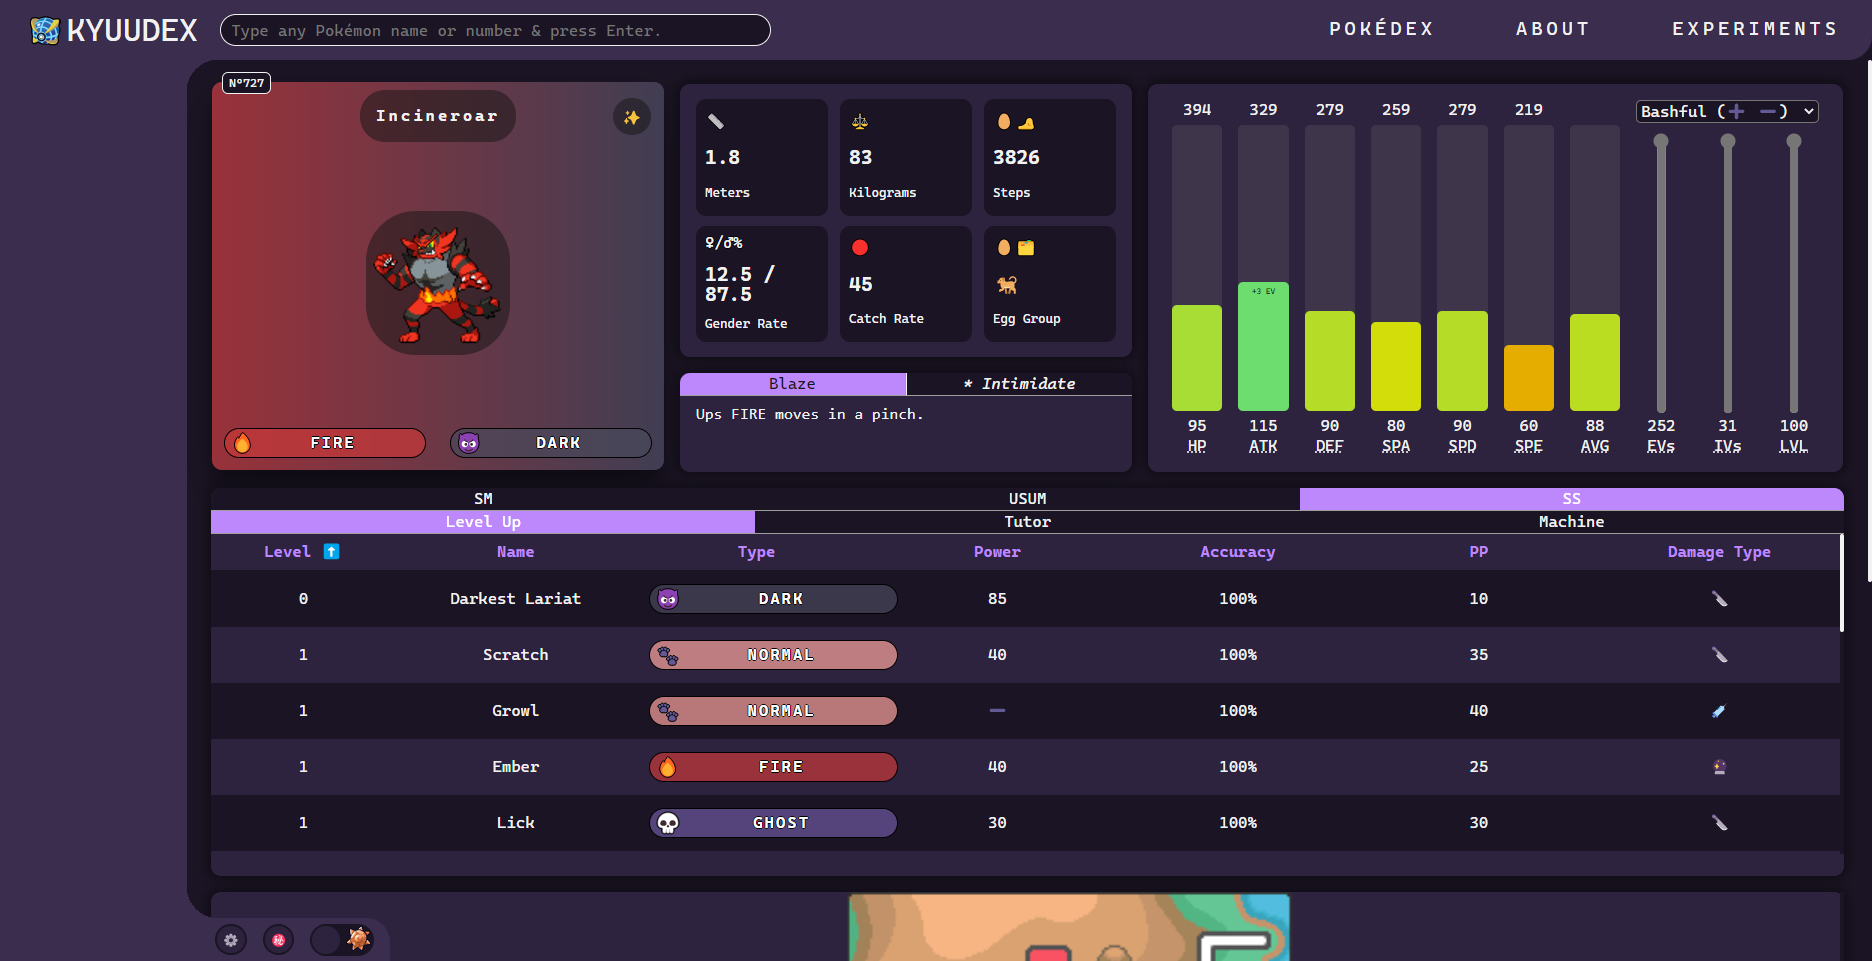 KYUUDEX
Type any Pokémon name or number & press Enter.
POKÉDEX ABOUT EXPERIMENTS
N°727
Incineroar
FIRE DARK
1.8
Meters
83
Kilograms
3826
Steps
♀/♂%
12.5 /
87.5
Gender Rate
45
Catch Rate
Egg Group
Blaze * Intimidate
Ups FIRE moves in a pinch.
394 329 279 259 279 219
Bashful (➕ ➖)
+3 EV
95 115 90 80 90 60 88 252 31 100
HP ATK DEF SPA SPD SPE AVG EVs IVs LVL
SM USUM SS
Level Up Tutor Machine
Level Name Type Power Accuracy PP Damage Type
0 Darkest Lariat DARK 85 100% 10
1 Scratch NORMAL 40 100% 35
1 Growl NORMAL — 100% 40
1 Ember FIRE 40 100% 25
1 Lick GHOST 30 100% 30